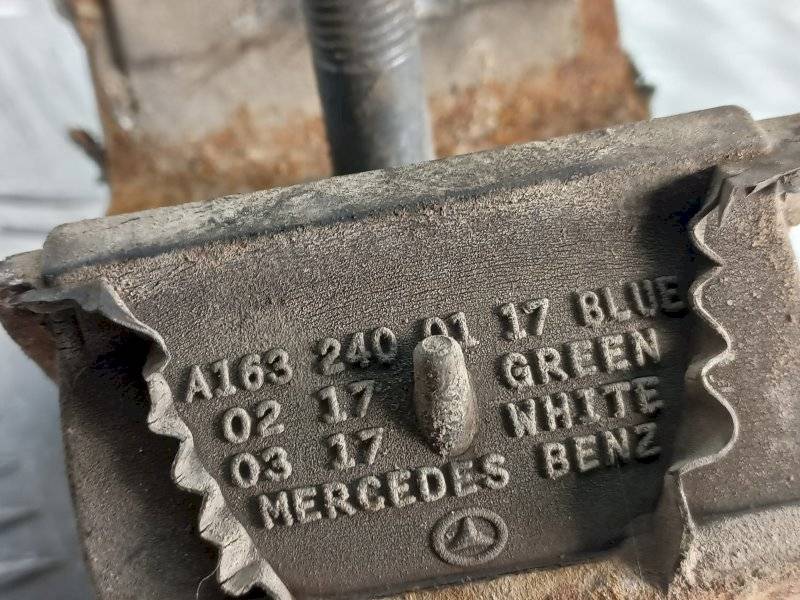 A163 240 01 17 BLUE
02 17 GREEN
03 17 WHITE
MERCEDES BENZ